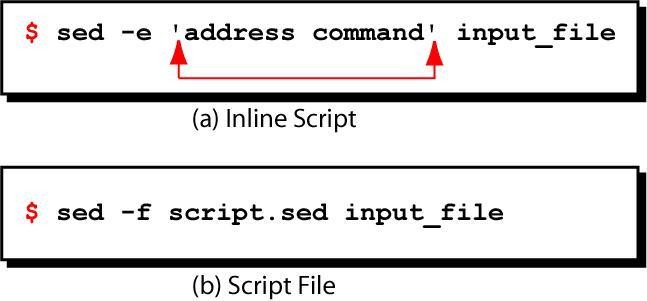 $ sed -e 'address command' input_file
(a) Inline Script
$ sed -f script.sed input_file
(b) Script File